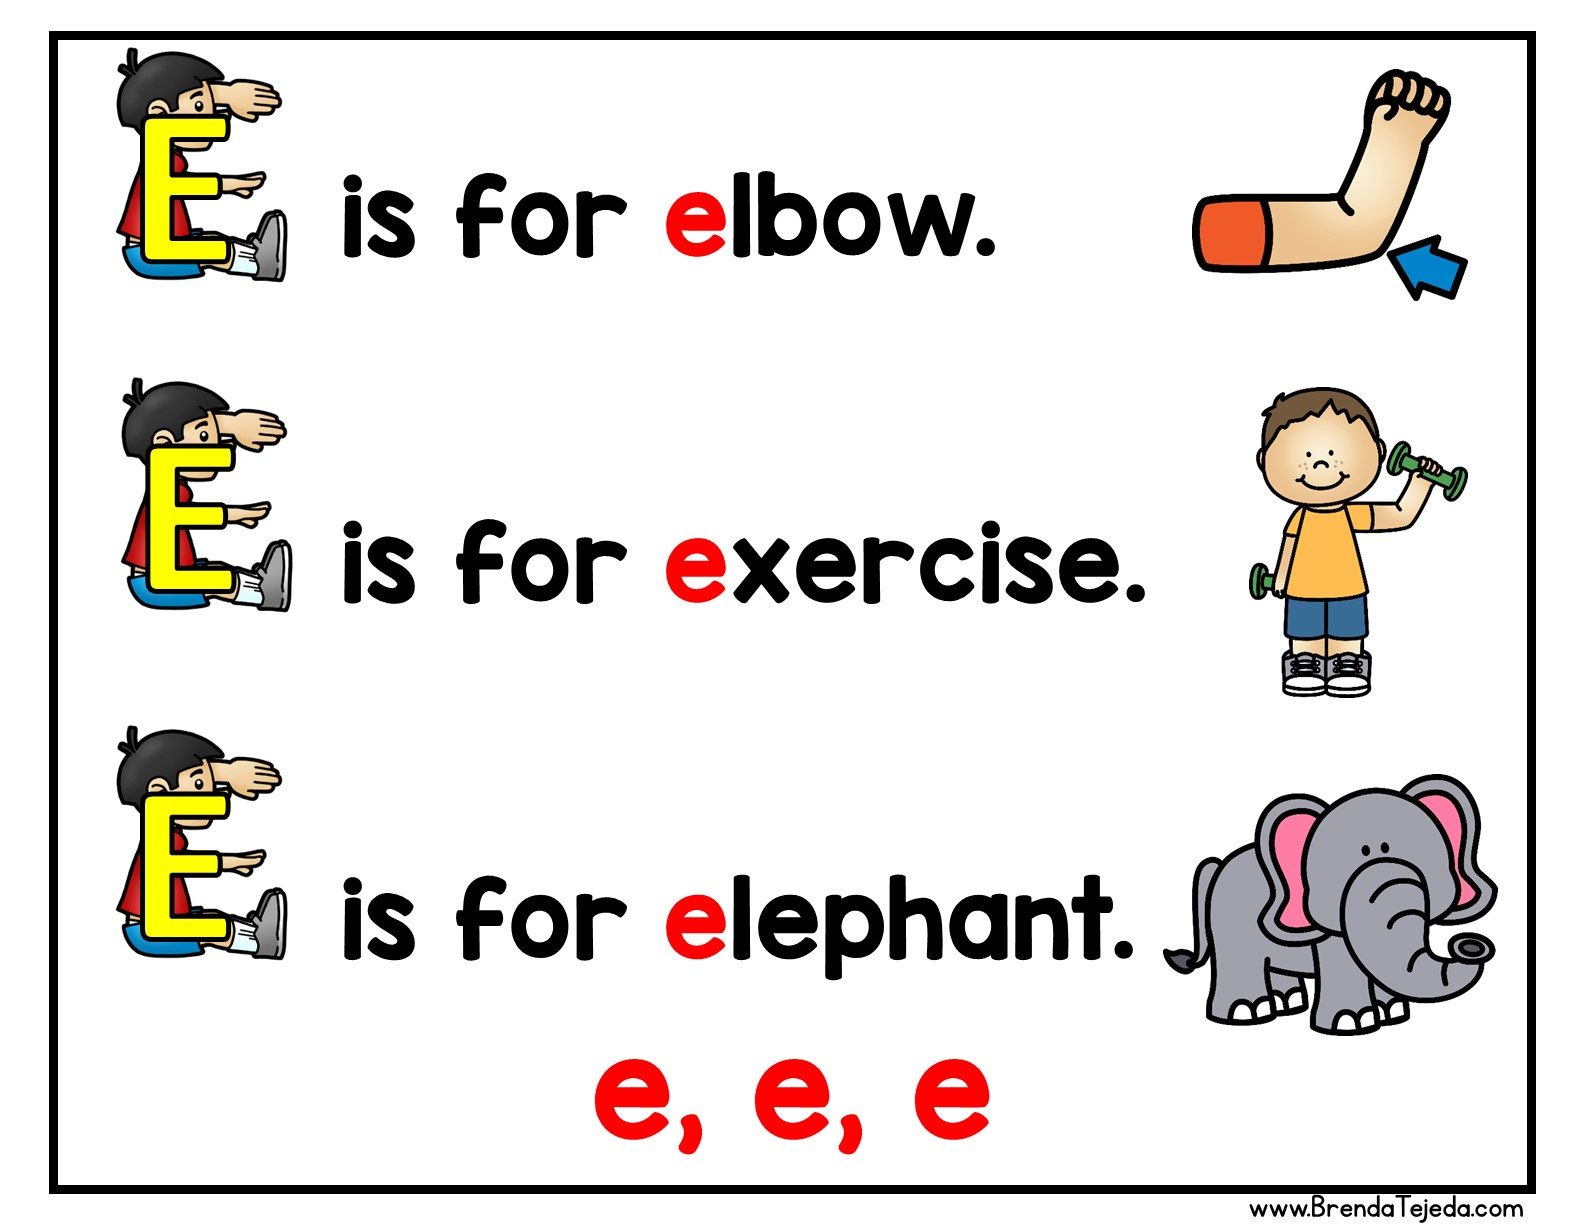 E is for elbow.
E is for exercise.
E is for elephant.
e, e, e
www.BrendaTejeda.com